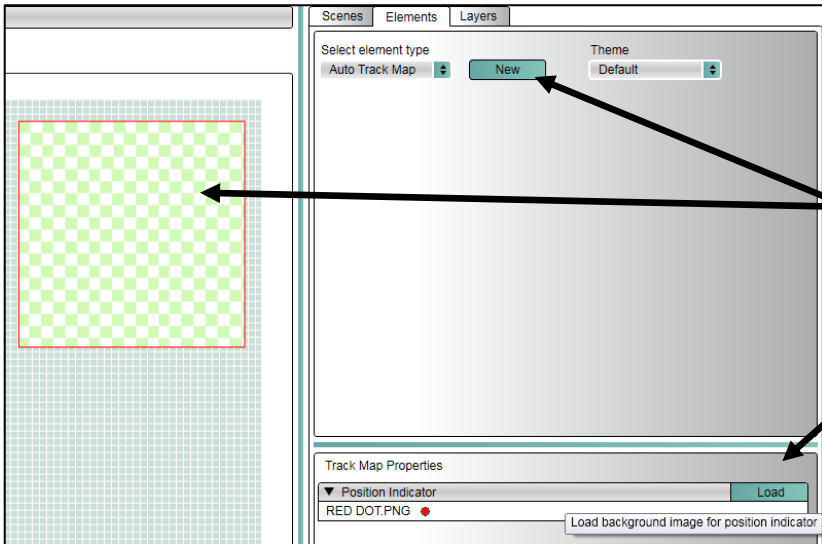 Scenes Elements Layers
Select element type Theme
Auto Track Map New Default
Track Map Properties
Position Indicator Load
RED DOT.PNG
Load background image for position indicator